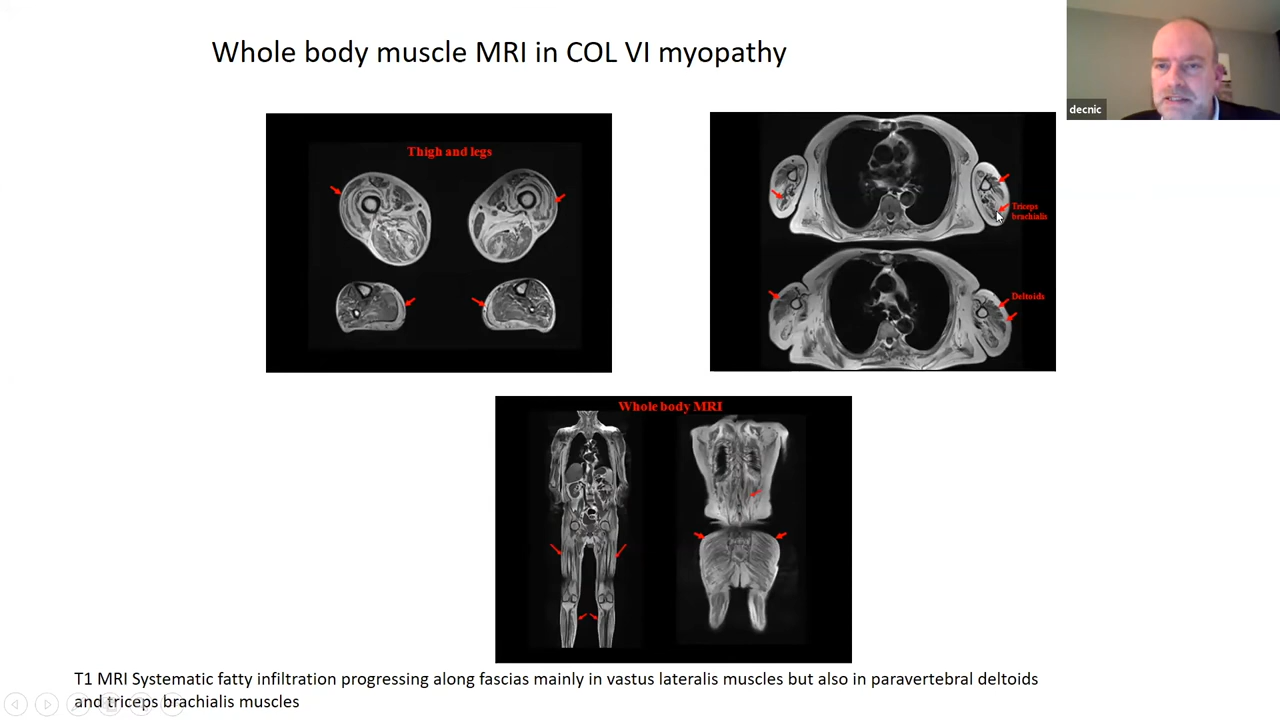 Whole body muscle MRI in COL VI myopathy
decnic
Thigh and legs
Triceps
brachialis
Deltoids
Whole body MRI
T1 MRI Systematic fatty infiltration progressing along fascias mainly in vastus lateralis muscles but also in paravertebral deltoids
and triceps brachialis muscles